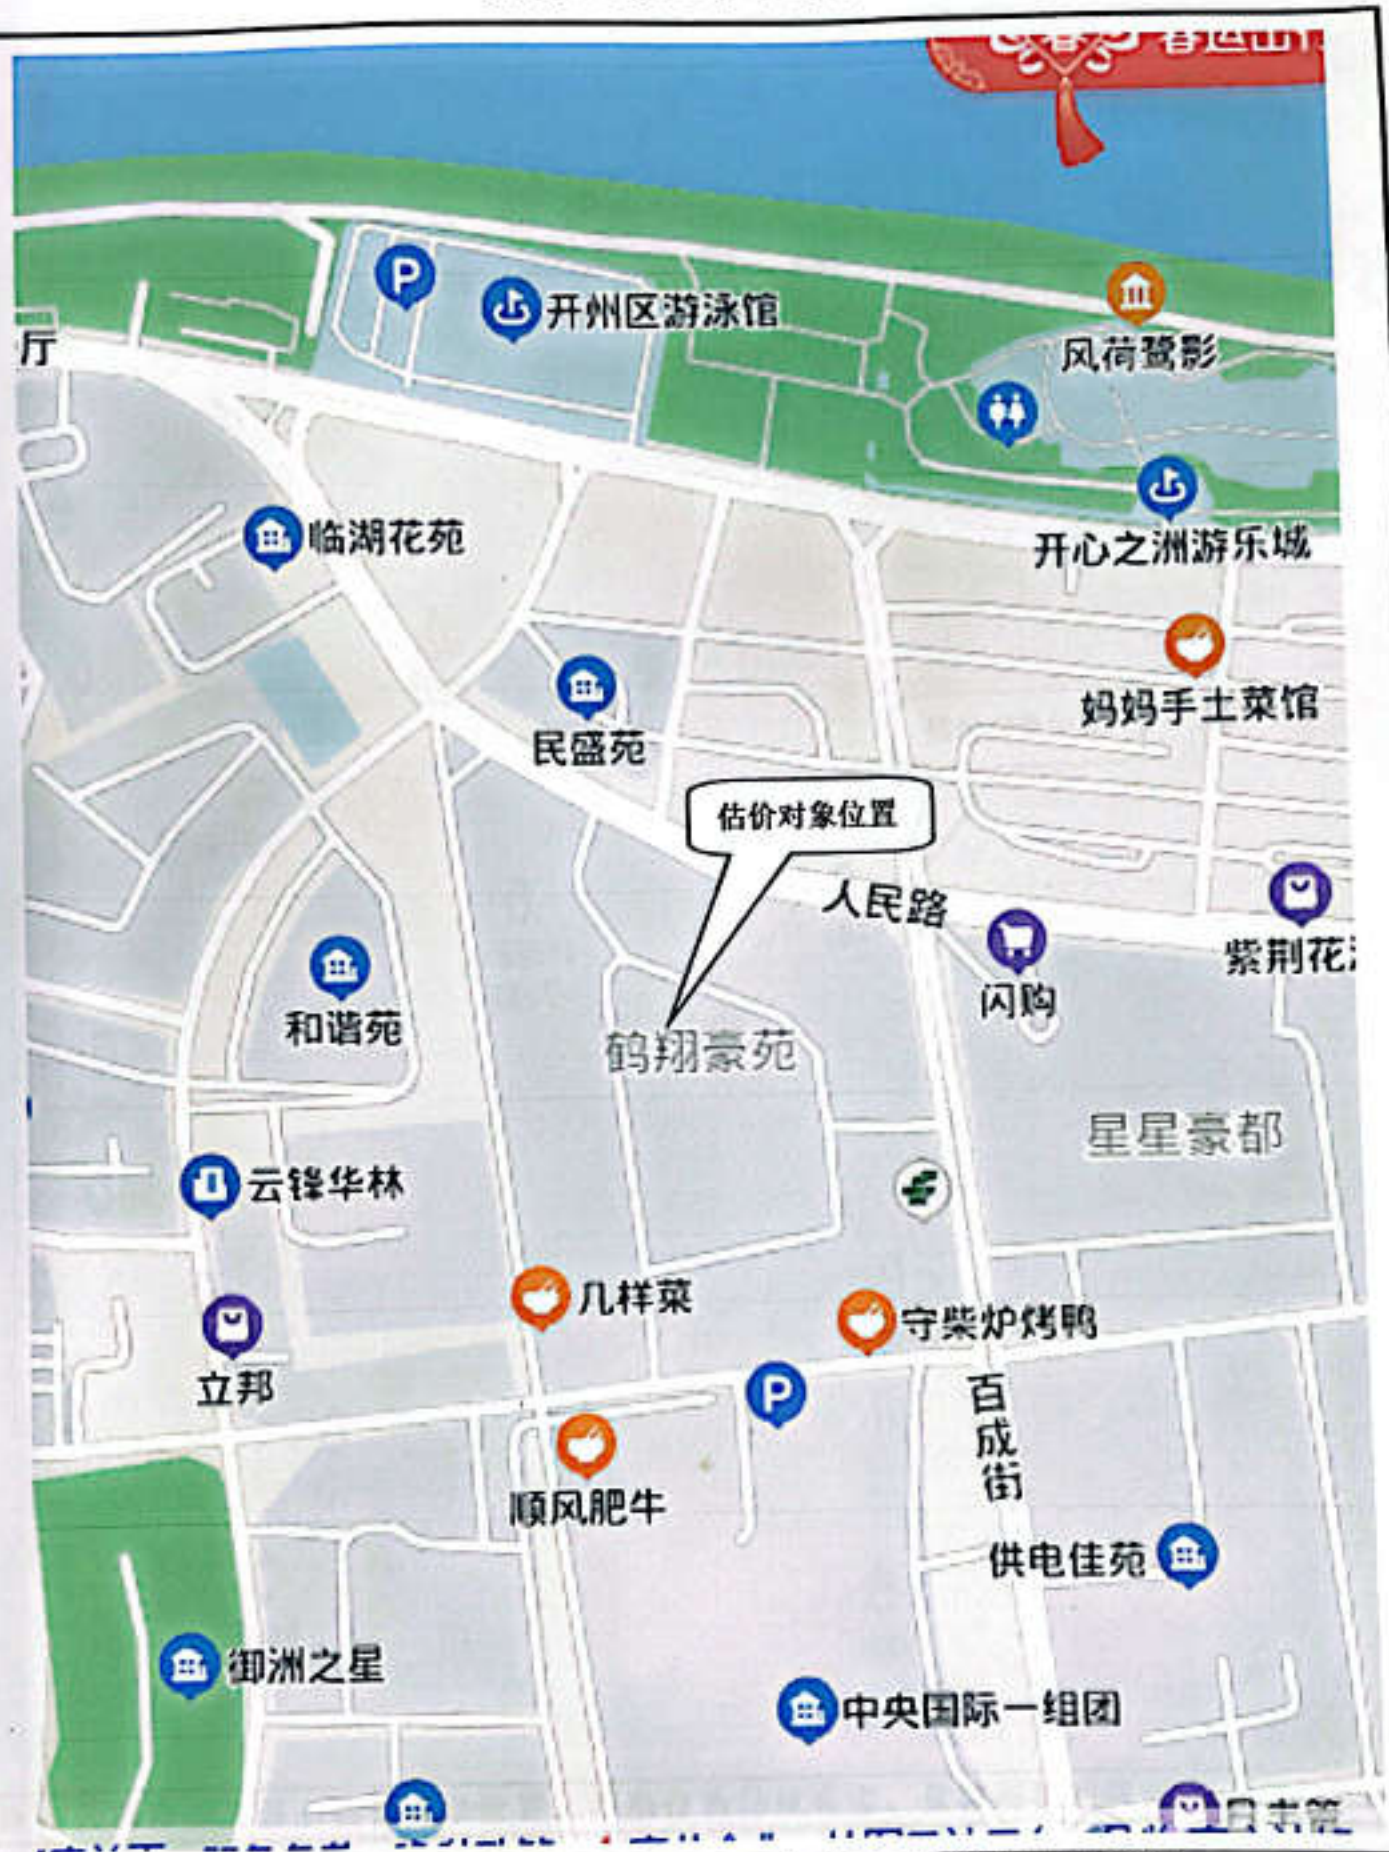 开州区游泳馆
厅
风荷鹭影
临湖花苑
开心之洲游乐城
妈妈手土菜馆
民盛苑
估价对象位置
人民路
紫荆花
闪购
和谐苑
鹤翔豪苑
星星豪都
云锋华林
几样菜
守柴炉烤鸭
立邦
百成街
顺风肥牛
供电佳苑
御洲之星
中央国际一组团